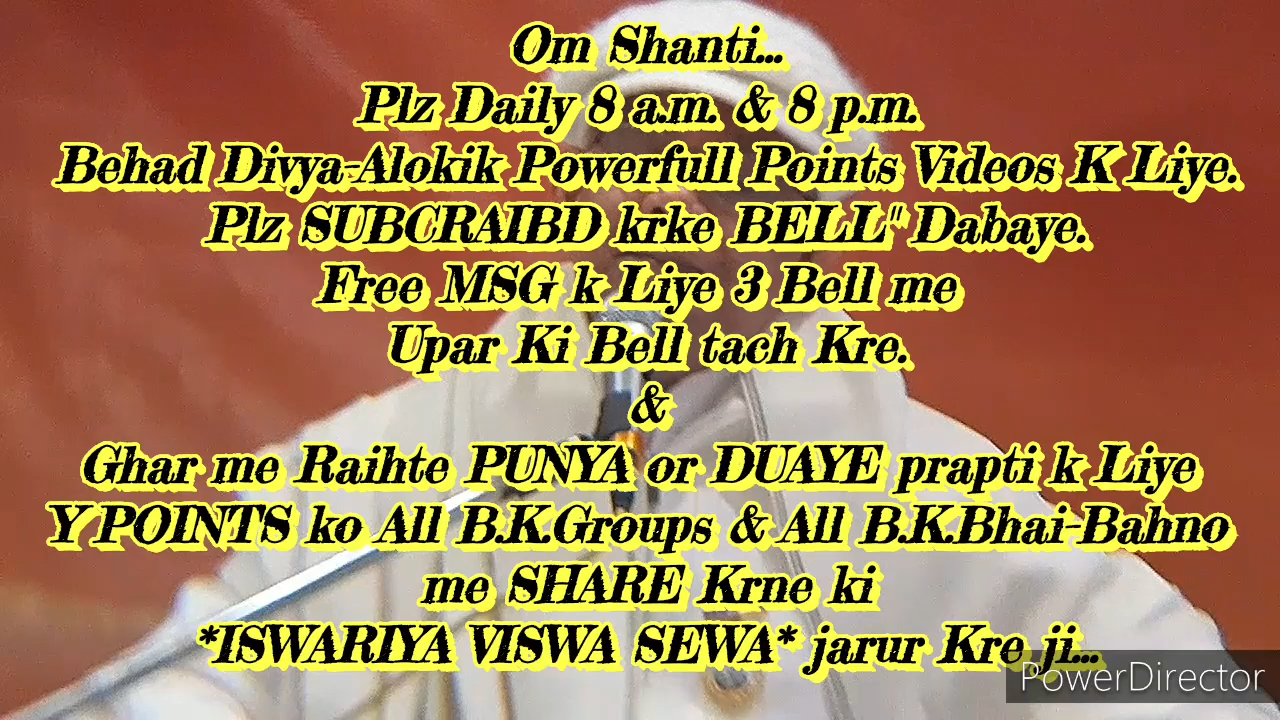 Om Shanti...
Plz Daily 8 a.m. & 8 p.m.
Behad Divya-Alokik Powerfull Points Videos K Liye.
Plz SUBCRAIBD krke BELL" Dabaye.
Free MSG k Liye 3 Bell me
Upar Ki Bell tach Kre.
&
Ghar me Raihte PUNYA or DUAYE prapti k Liye
Y POINTS ko All B.K.Groups & All B.K.Bhai-Bahno
me SHARE Krne ki
*ISWARIYA VISWA SEWA* jarur Kre ji...
PowerDirector